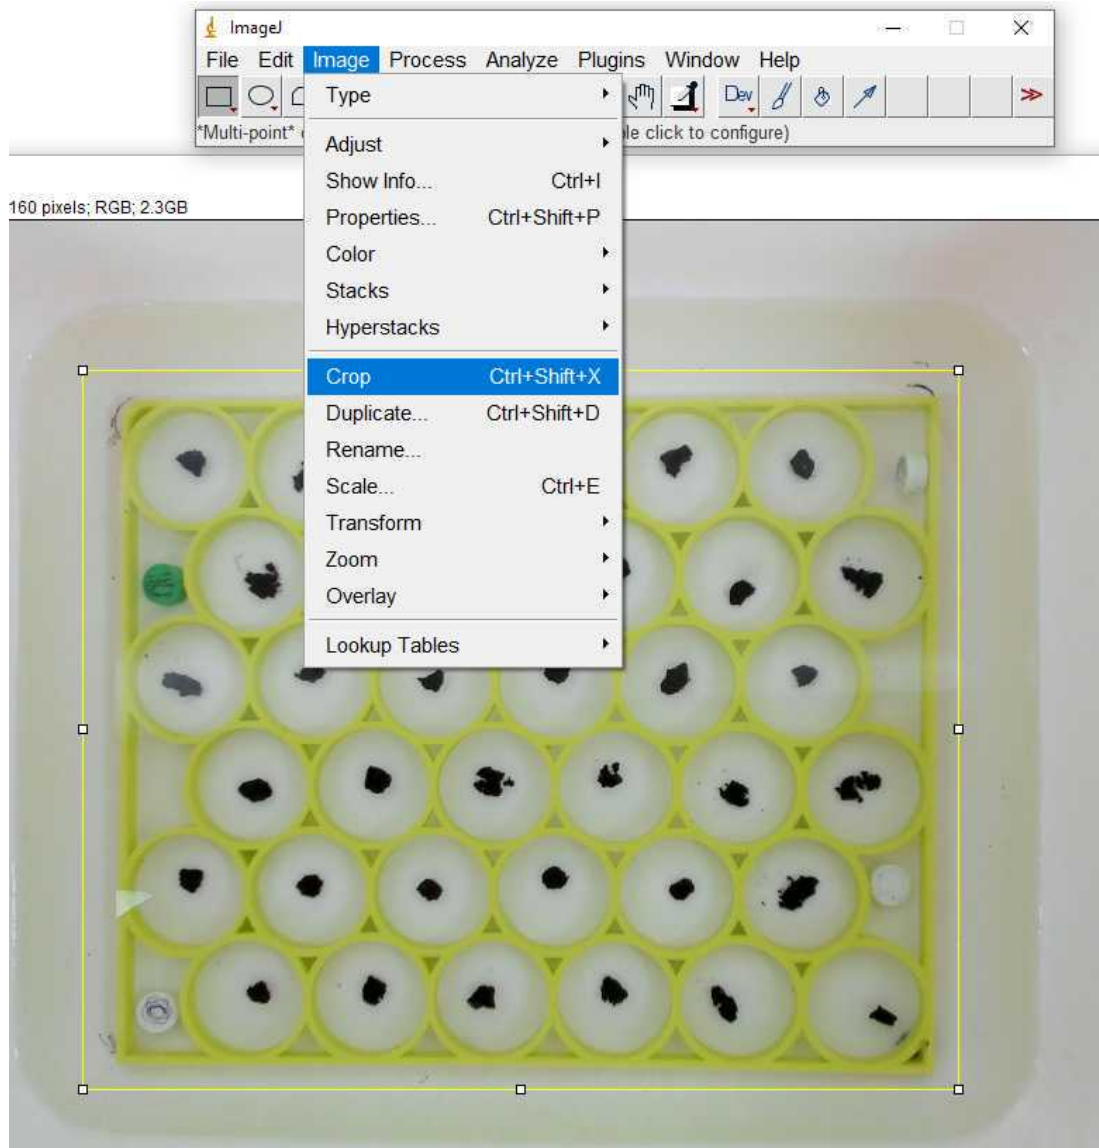 ImageJ
File Edit Image Process Analyze Plugins Window Help
Dev
*Multi-point* le click to configure)
Type
Adjust
Show Info... Ctrl+I
Properties... Ctrl+Shift+P
Color
Stacks
Hyperstacks
Crop Ctrl+Shift+X
Duplicate... Ctrl+Shift+D
Rename...
Scale... Ctrl+E
Transform
Zoom
Overlay
Lookup Tables
160 pixels; RGB; 2.3GB